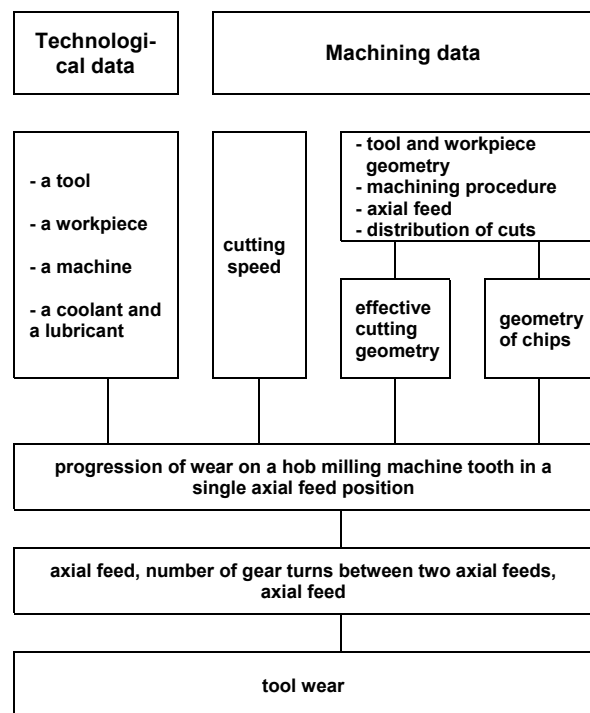 Technologi-
cal data
Machining data
- a tool
- a workpiece
- a machine
- a coolant and
a lubricant
cutting
speed
- tool and workpiece
geometry
- machining procedure
- axial feed
- distribution of cuts
effective
cutting
geometry
geometry
of chips
progression of wear on a hob milling machine tooth in a
single axial feed position
axial feed, number of gear turns between two axial feeds,
axial feed
tool wear